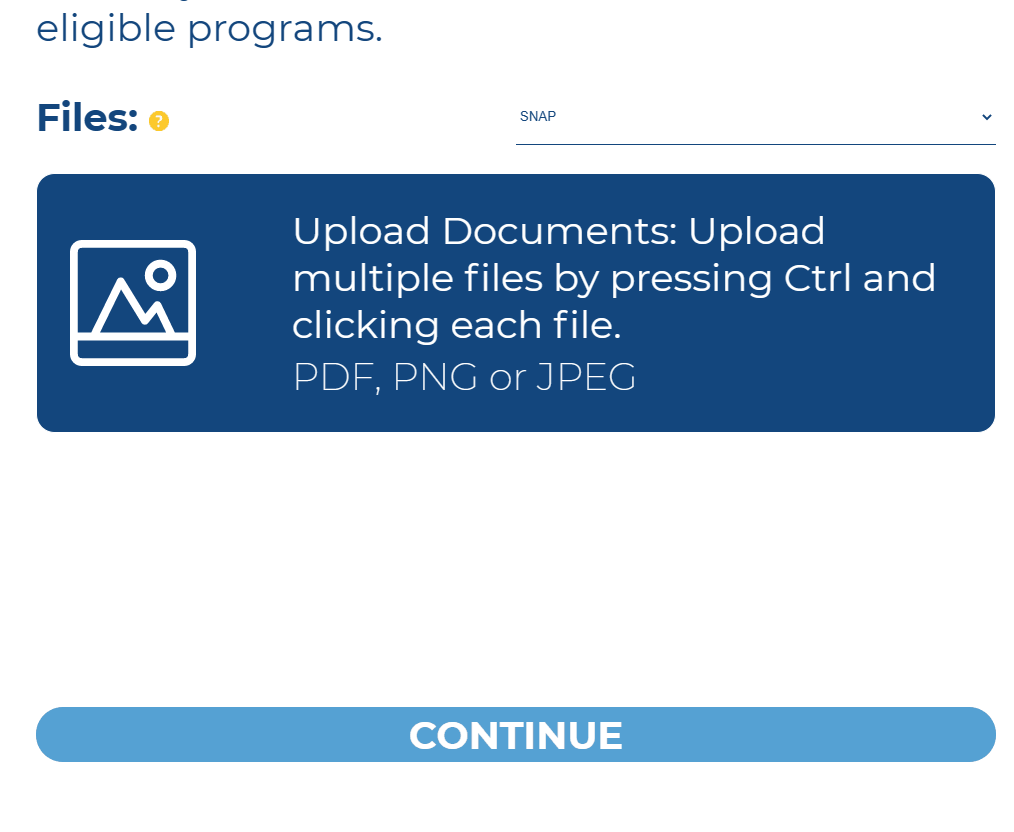 eligible programs.
Files: ?
SNAP
Upload Documents: Upload
multiple files by pressing Ctrl and
clicking each file.
PDF, PNG or JPEG
CONTINUE